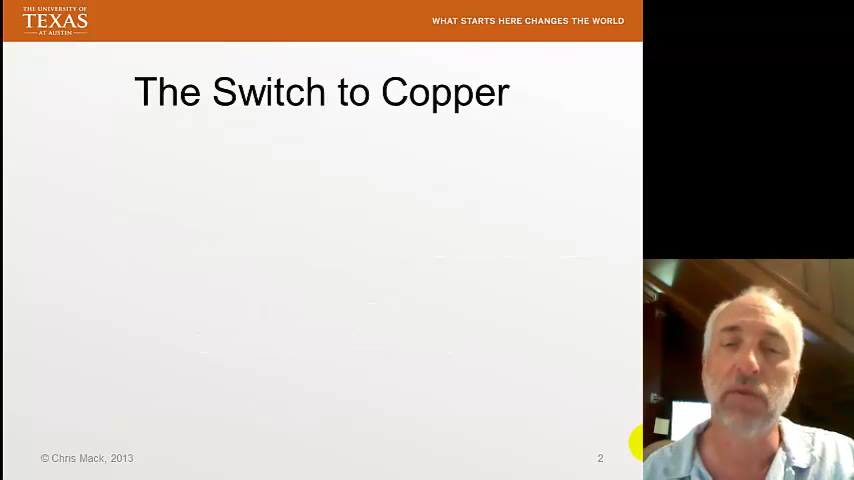 THE UNIVERSITY OF
TEXAS
AT AUSTIN
WHAT STARTS HERE CHANGES THE WORLD
The Switch to Copper
© Chris Mack, 2013
2